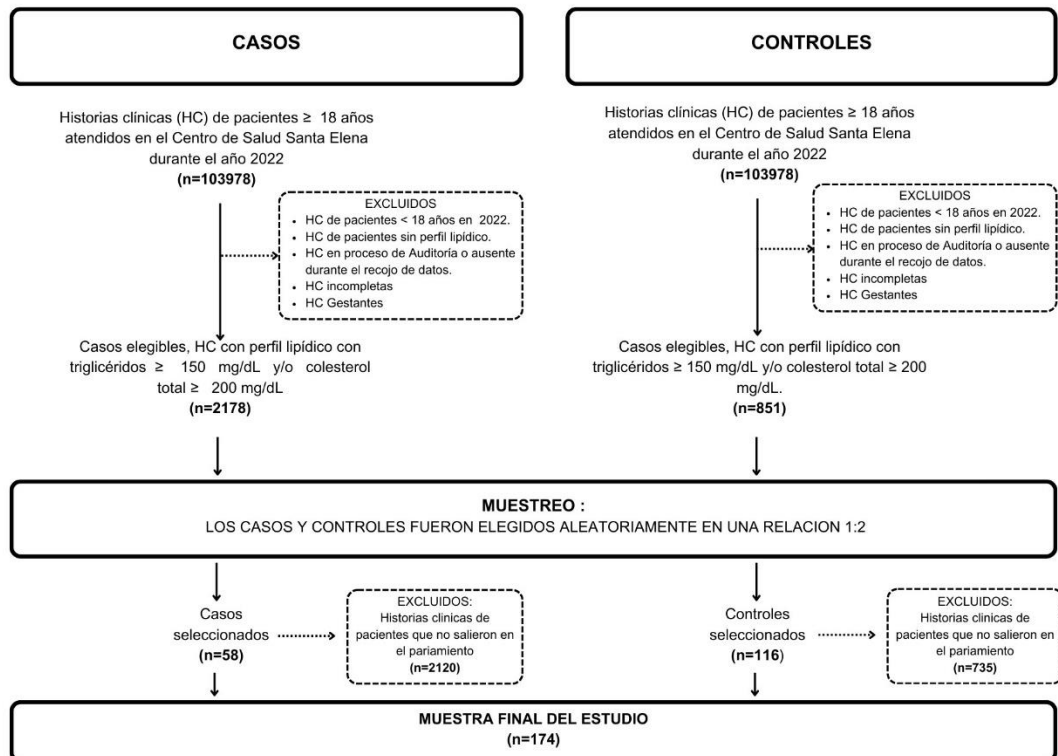 CASOS
Historias clínicas (HC) de pacientes ≥ 18 años
atendidos en el Centro de Salud Santa Elena
durante el año 2022
(n=103978)
EXCLUIDOS
• HC de pacientes < 18 años en 2022.
• HC de pacientes sin perfil lipídico.
• HC en proceso de Auditoría o ausente
durante el recojo de datos.
• HC incompletas
• HC Gestantes
Casos elegibles, HC con perfil lipídico con
triglicéridos ≥ 150 mg/dL y/o colesterol
total ≥ 200 mg/dL
(n=2178)
CONTROLES
Historias clínicas (HC) de pacientes ≥ 18 años
atendidos en el Centro de Salud Santa Elena
durante el año 2022
(n=103978)
EXCLUIDOS
• HC de pacientes < 18 años en 2022.
• HC de pacientes sin perfil lipídico.
• HC en proceso de Auditoría o ausente
durante el recojo de datos.
• HC incompletas
• HC Gestantes
Casos elegibles, HC con perfil lipídico con
triglicéridos ≥ 150 mg/dL y/o colesterol total ≥ 200
mg/dL.
(n=851)
MUESTREO :
LOS CASOS Y CONTROLES FUERON ELEGIDOS ALEATORIAMENTE EN UNA RELACION 1:2
Casos
seleccionados
(n=58)
EXCLUIDOS:
Historias clinicas de
pacientes que no salieron en
el pariamiento
(n=2120)
Controles
seleccionados
(n=116)
EXCLUIDOS:
Historias clinicas de
pacientes que no salieron en
el pariamiento
(n=735)
MUESTRA FINAL DEL ESTUDIO
(n=174)